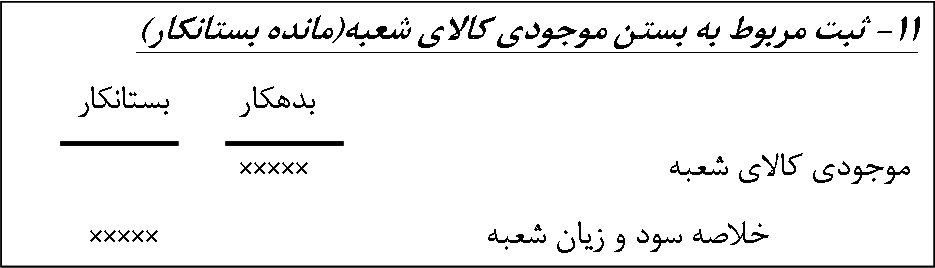 ۱۱- ثبت مربوط به بستن موجودی کالای شعبه(مانده بستانکار)
بدهکار بستانکار
موجودی کالای شعبه ×××××
خلاصه سود و زیان شعبه ×××××